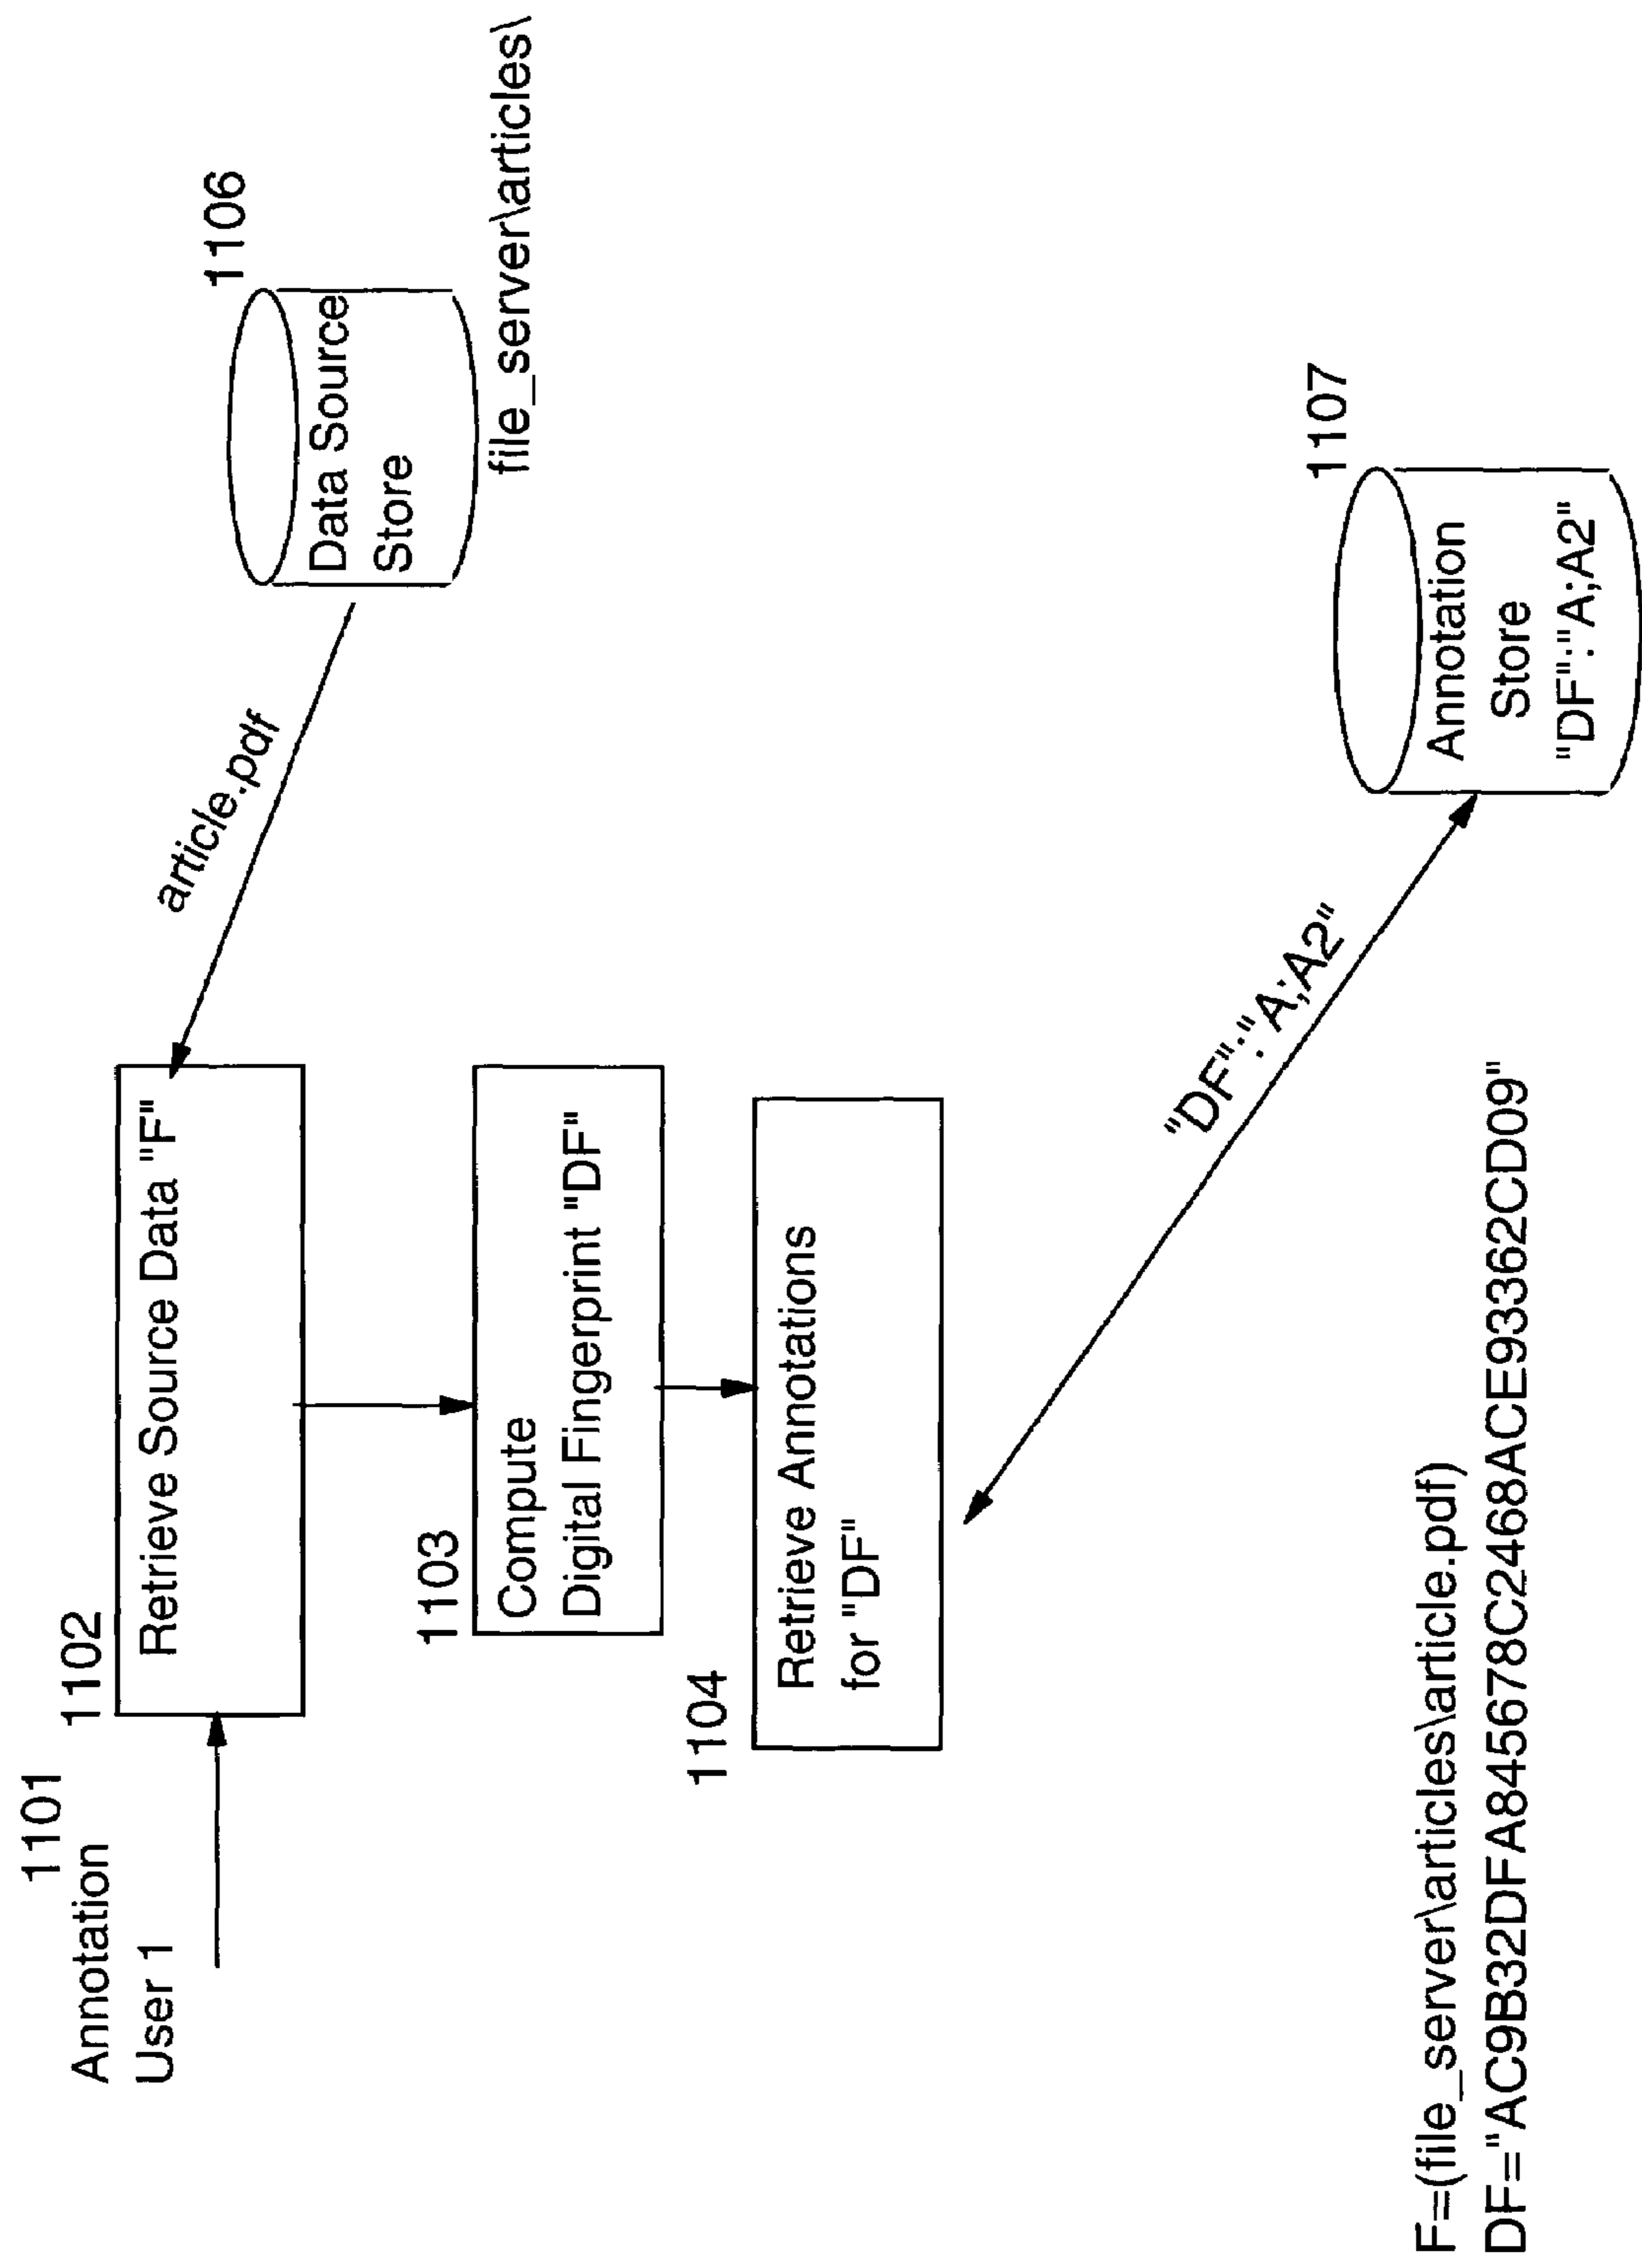 1101
Annotation
User 1
1102
Retrieve Source Data "F"
article.pdf
1106
Data Source
Store
file_server\articles\
1103
Compute
Digital Fingerprint "DF"
1104
Retrieve Annotations
for "DF"
"DF":"A;A2"
1107
Annotation
Store
"DF":"A;A2"
F=(file_server\articles\article.pdf)
DF="AC9B32DFA845678C2468ACE93362CD09"